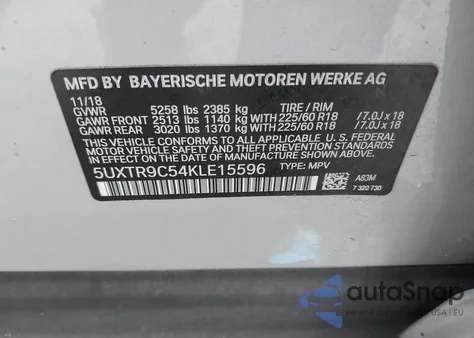 MFD BY BAYERISCHE MOTOREN WERKE AG
11/18
GVWR 5258 lbs 2385 kg TIRE / RIM
GAWR FRONT 2513 lbs 1140 kg WITH 225/60 R18 / 7.0J x 18
GAWR REAR 3020 lbs 1370 kg WITH 225/60 R18 / 7.0J x 18
THIS VEHICLE CONFORMS TO ALL APPLICABLE U.S. FEDERAL
MOTOR VEHICLE SAFETY, BUMPER, AND THEFT PREVENTION
STANDARDS IN EFFECT ON THE DATE OF MANUFACTURE SHOWN ABOVE.
5UXTR9C54KLE15596 TYPE: MPV
A83M
7 320 730
autoSnap